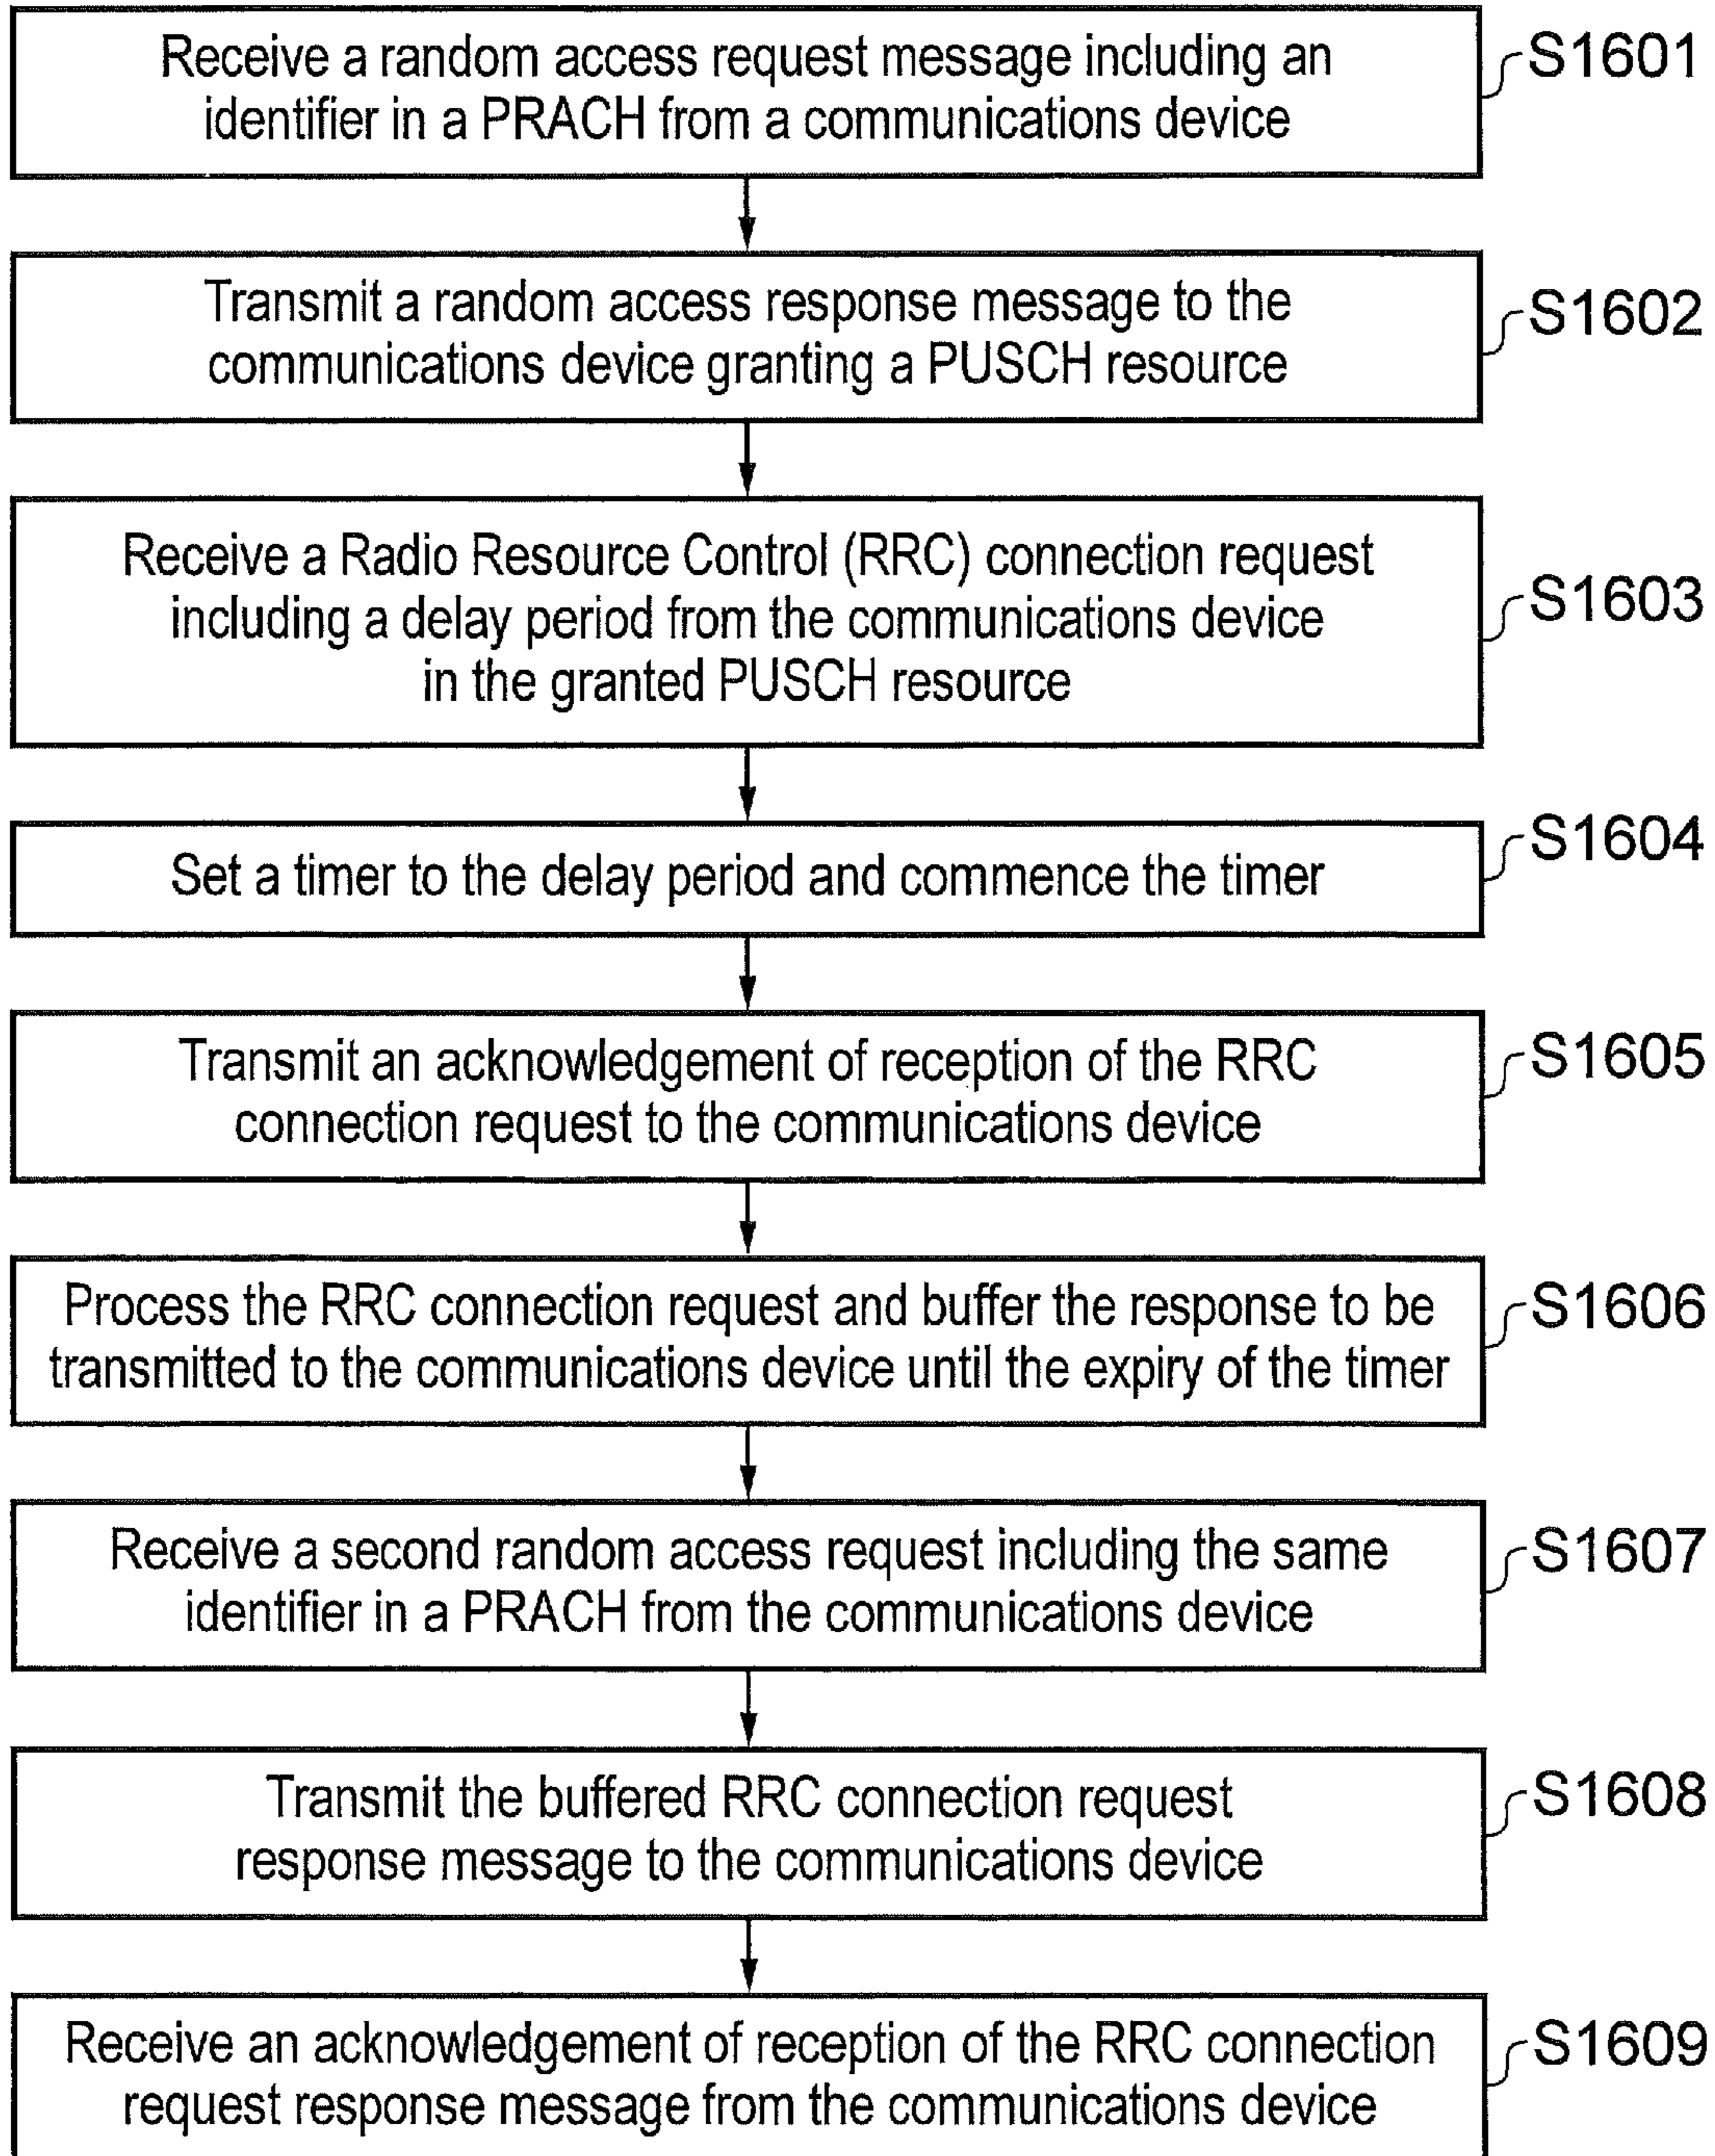 Receive a random access request message including an
identifier in a PRACH from a communications device
S1601
Transmit a random access response message to the
communications device granting a PUSCH resource
S1602
Receive a Radio Resource Control (RRC) connection request
including a delay period from the communications device
in the granted PUSCH resource
S1603
Set a timer to the delay period and commence the timer
S1604
Transmit an acknowledgement of reception of the RRC
connection request to the communications device
S1605
Process the RRC connection request and buffer the response to be
transmitted to the communications device until the expiry of the timer
S1606
Receive a second random access request including the same
identifier in a PRACH from the communications device
S1607
Transmit the buffered RRC connection request
response message to the communications device
S1608
Receive an acknowledgement of reception of the RRC connection
request response message from the communications device
S1609